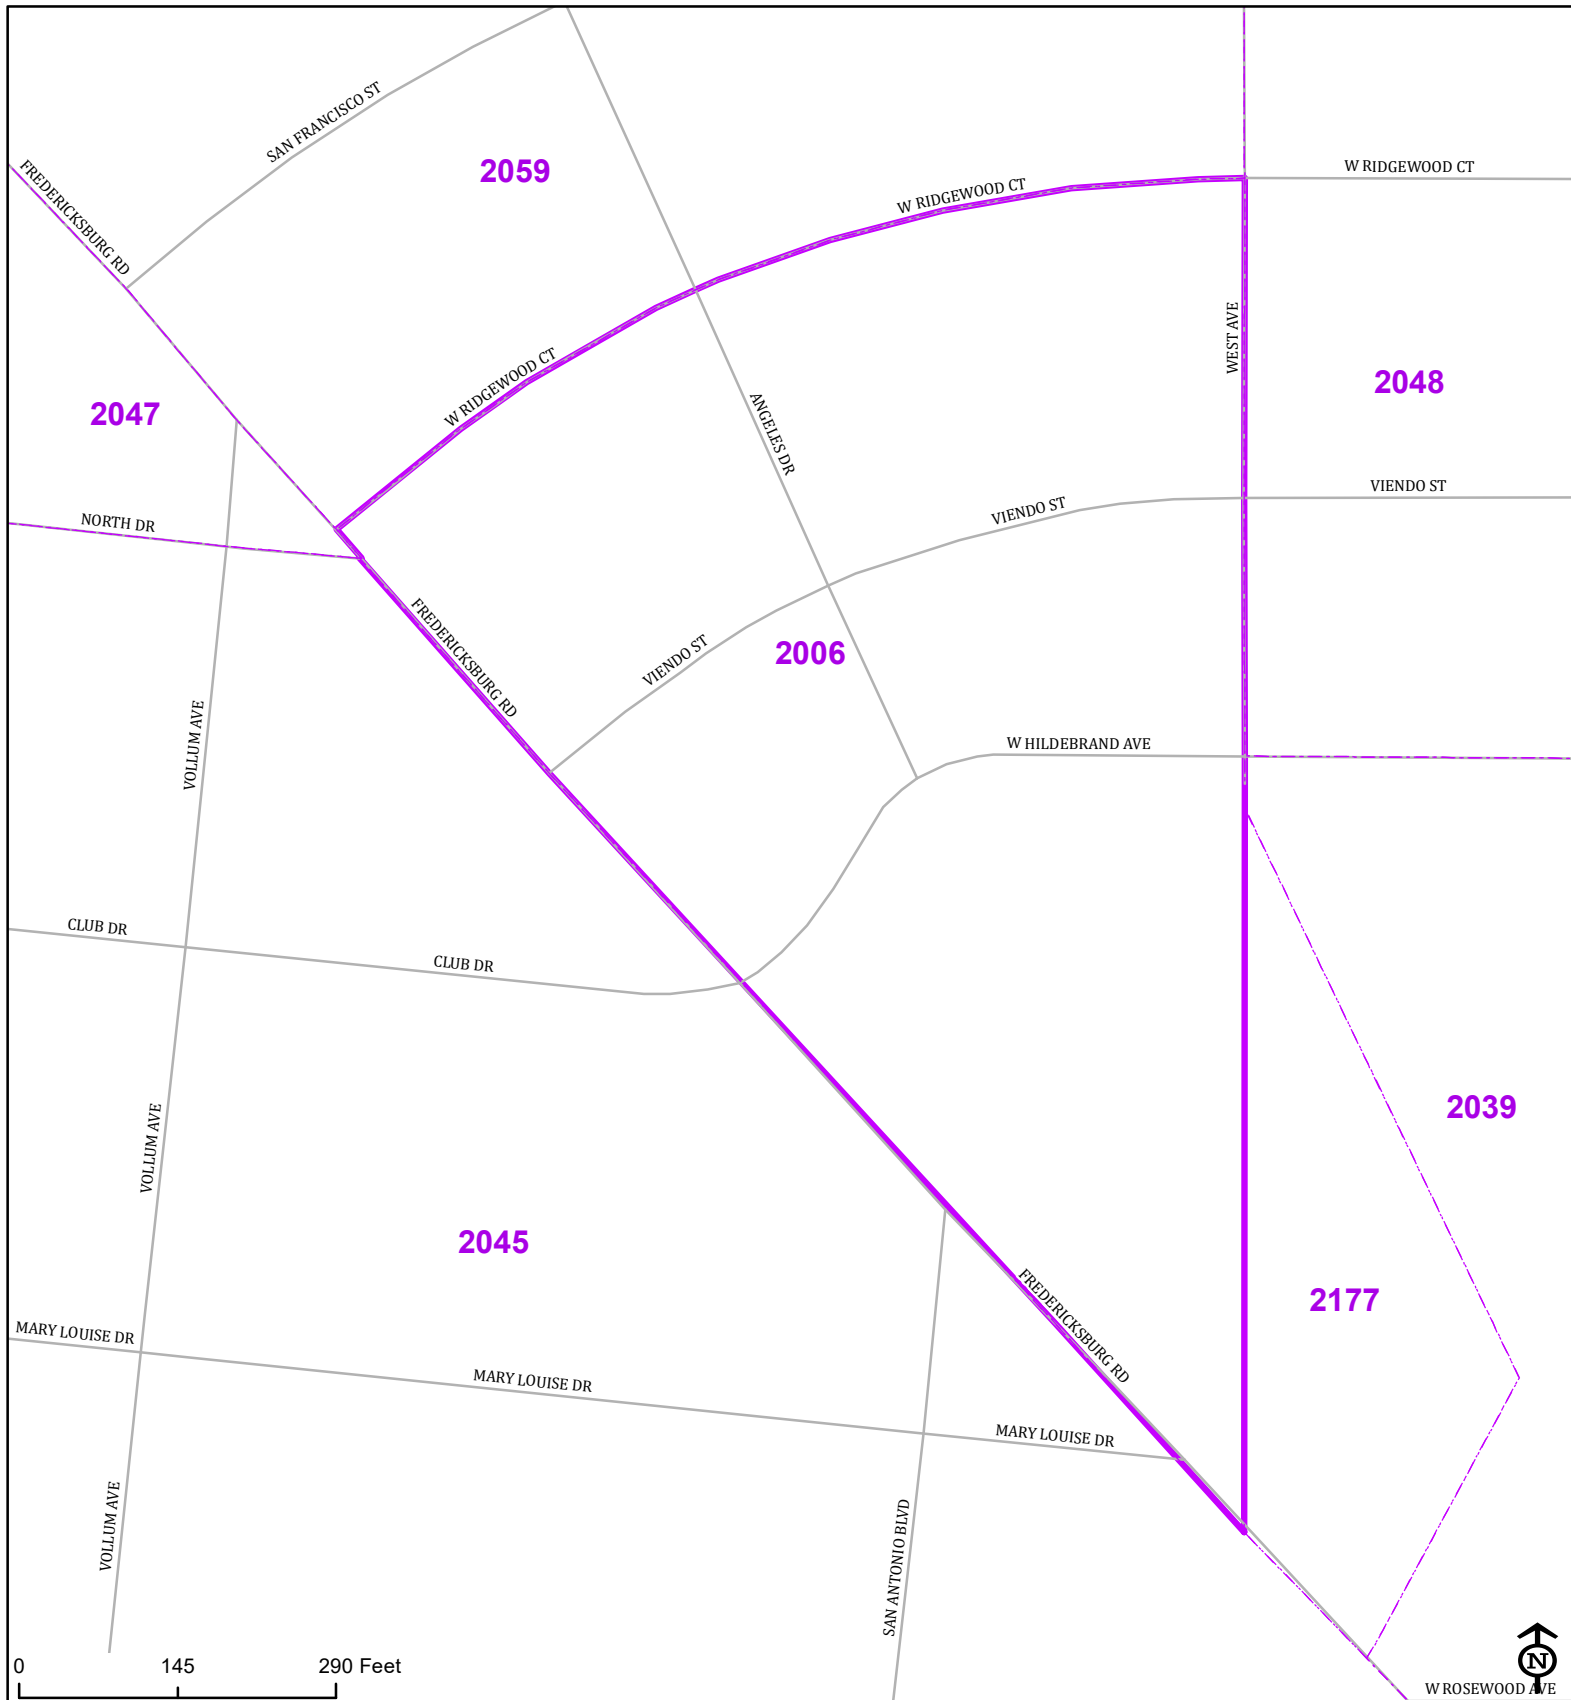 SAN FRANCISCO ST
2059
FREDERICKSBURG RD
W RIDGEWOOD CT
W RIDGEWOOD CT
WEST AVE
W RIDGEWOOD CT
2048
2047
ANGELES DR
NORTH DR
VIENDO ST
VIENDO ST
FREDERICKSBURG RD
VIENDO ST
2006
VOLLUM AVE
W HILDEBRAND AVE
CLUB DR
CLUB DR
2039
VOLLUM AVE
2045
2177
FREDERICKSBURG RD
MARY LOUISE DR
MARY LOUISE DR
MARY LOUISE DR
VOLLUM AVE
SAN ANTONIO BLVD
0 145 290 Feet
N
W ROSEWOOD AVE